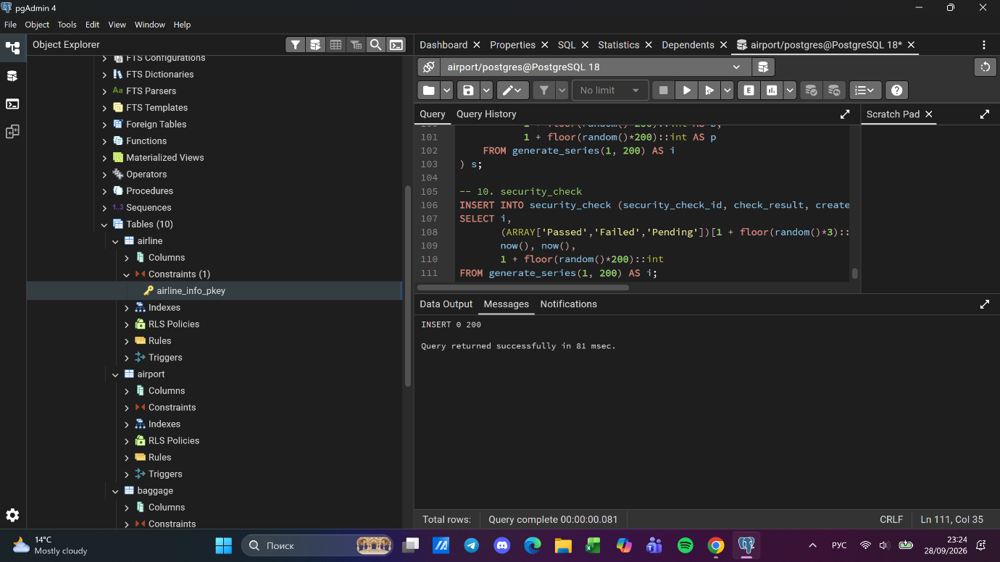 pgAdmin 4
File Object Tools Edit View Window Help
Object Explorer
FTS Configurations
FTS Dictionaries
Aa FTS Parsers
FTS Templates
Foreign Tables
Functions
Materialized Views
Operators
Procedures
1..3 Sequences
Tables (10)
airline
Columns
Constraints (1)
airline_info_pkey
Indexes
RLS Policies
Rules
Triggers
airport
Columns
Constraints
Indexes
RLS Policies
Rules
Triggers
baggage
Columns
Constraints
Dashboard Properties SQL Statistics Dependents airport/postgres@PostgreSQL 18*
airport/postgres@PostgreSQL 18
No limit
E
Query Query History
Scratch Pad
100 1 + floor(random()*200)::int AS b,
101 1 + floor(random()*200)::int AS p
102 FROM generate_series(1, 200) AS i
103 ) s;
104
105 -- 10. security_check
106 INSERT INTO security_check (security_check_id, check_result, create
107 SELECT i,
108 (ARRAY['Passed','Failed','Pending'])[1 + floor(random()*3)::
109 now(), now(),
110 1 + floor(random()*200)::int
111 FROM generate_series(1, 200) AS i;
Data Output Messages Notifications
INSERT 0 200
Query returned successfully in 81 msec.
Total rows: Query complete 00:00:00.081 CRLF Ln 111, Col 35
14°C
Mostly cloudy
Поиск
РУС
23:24
28/09/2026